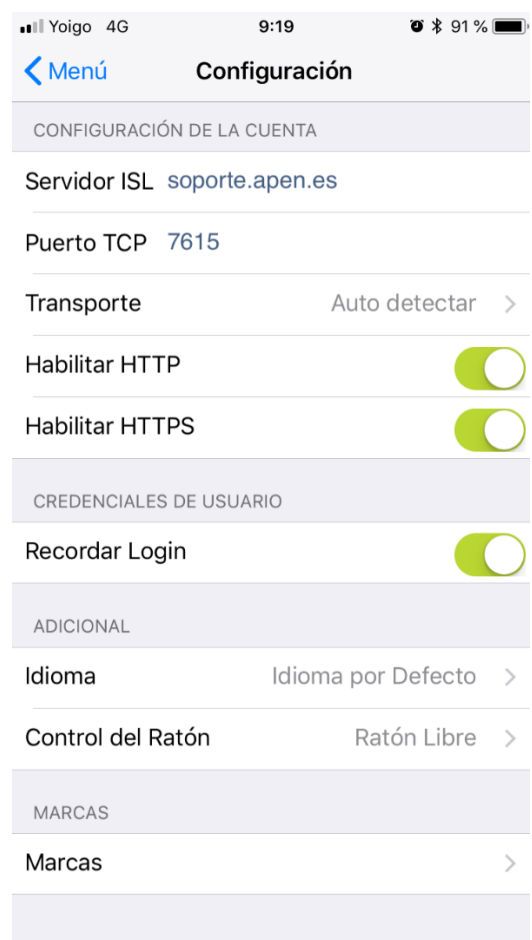 Yoigo 4G 9:19 91 %
Menú Configuración
CONFIGURACIÓN DE LA CUENTA
Servidor ISL soporte.apen.es
Puerto TCP 7615
Transporte Auto detectar
Habilitar HTTP
Habilitar HTTPS
CREDENCIALES DE USUARIO
Recordar Login
ADICIONAL
Idioma Idioma por Defecto
Control del Ratón Ratón Libre
MARCAS
Marcas